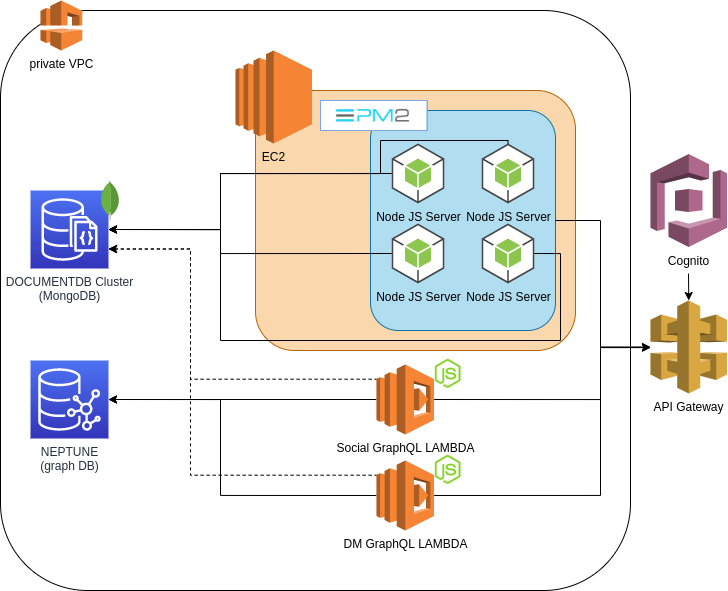 private VPC
EC2
PM2
Node JS Server
Node JS Server
Node JS Server
Node JS Server
DOCUMENTDB Cluster
(MongoDB)
Cognito
API Gateway
NEPTUNE
(graph DB)
JS
Social GraphQL LAMBDA
JS
DM GraphQL LAMBDA